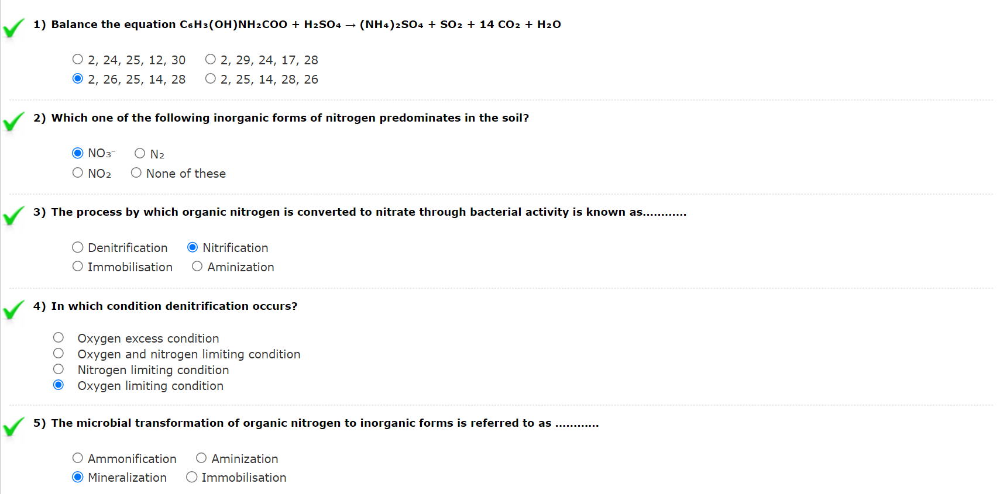 1) Balance the equation C₆H₃(OH)NH₂COO + H₂SO₄ → (NH₄)₂SO₄ + SO₂ + 14 CO₂ + H₂O
2, 24, 25, 12, 30 2, 29, 24, 17, 28
2, 26, 25, 14, 28 2, 25, 14, 28, 26
2) Which one of the following inorganic forms of nitrogen predominates in the soil?
NO₃⁻ N₂
NO₂ None of these
3) The process by which organic nitrogen is converted to nitrate through bacterial activity is known as............
Denitrification Nitrification
Immobilisation Aminization
4) In which condition denitrification occurs?
Oxygen excess condition
Oxygen and nitrogen limiting condition
Nitrogen limiting condition
Oxygen limiting condition
5) The microbial transformation of organic nitrogen to inorganic forms is referred to as ............
Ammonification Aminization
Mineralization Immobilisation